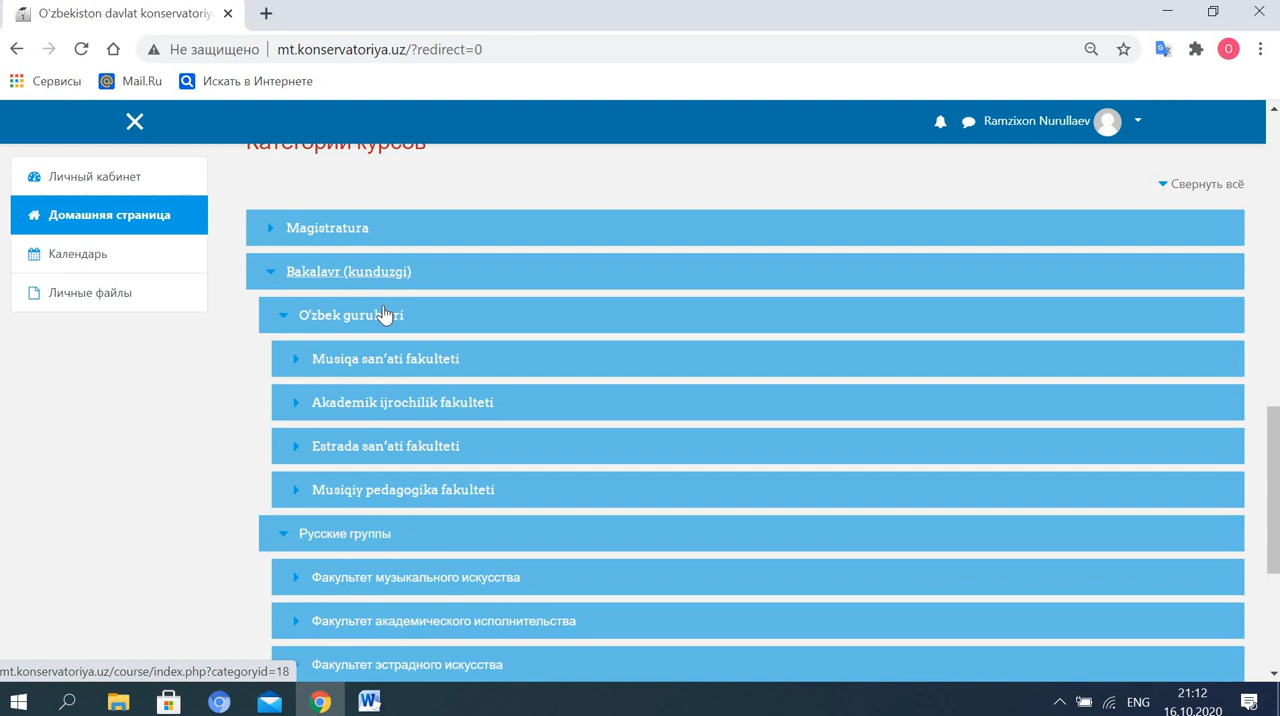 O'zbekiston davlat konservatoriy
Не защищено
mt.konservatoriya.uz/?redirect=0
O
Сервисы
Mail.Ru
Искать в Интернете
Ramzixon Nurullaev
Категории курсов
Личный кабинет
Свернуть всё
Домашняя страница
Magistratura
Календарь
Bakalavr (kunduzgi)
Личные файлы
O'zbek guruhlari
Musiqa san’ati fakulteti
Akademik ijrochilik fakulteti
Estrada san’ati fakulteti
Musiqiy pedagogika fakulteti
Русские группы
Факультет музыкального искусства
Факультет академического исполнительства
Факультет эстрадного искусства
mt.konservatoriya.uz/course/index.php?categoryid=18
ENG
21:12
16.10.2020